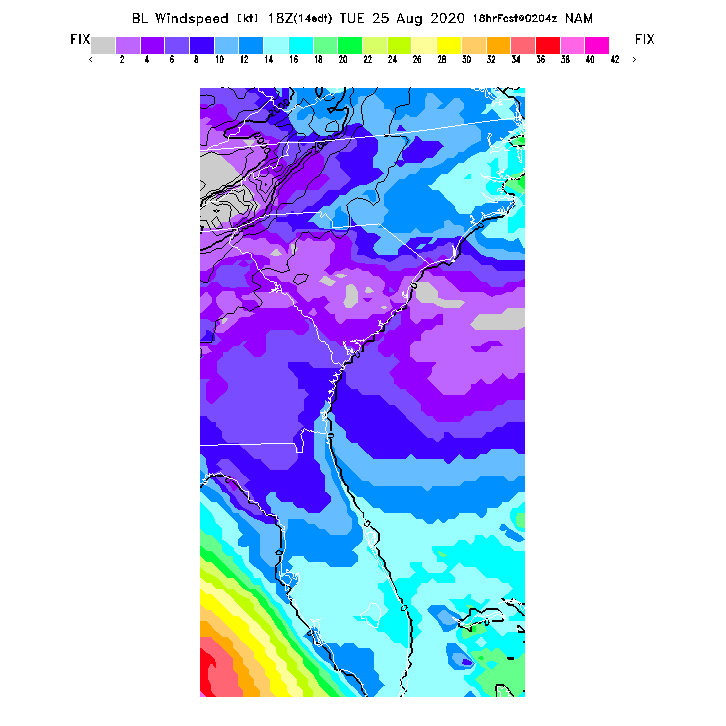 BL Windspeed [kt] 18Z(14edt) TUE 25 Aug 2020 18hrFcst@0204z NAM
FIX FIX
< 2 4 6 8 10 12 14 16 18 20 22 24 26 28 30 32 34 36 38 40 42 >